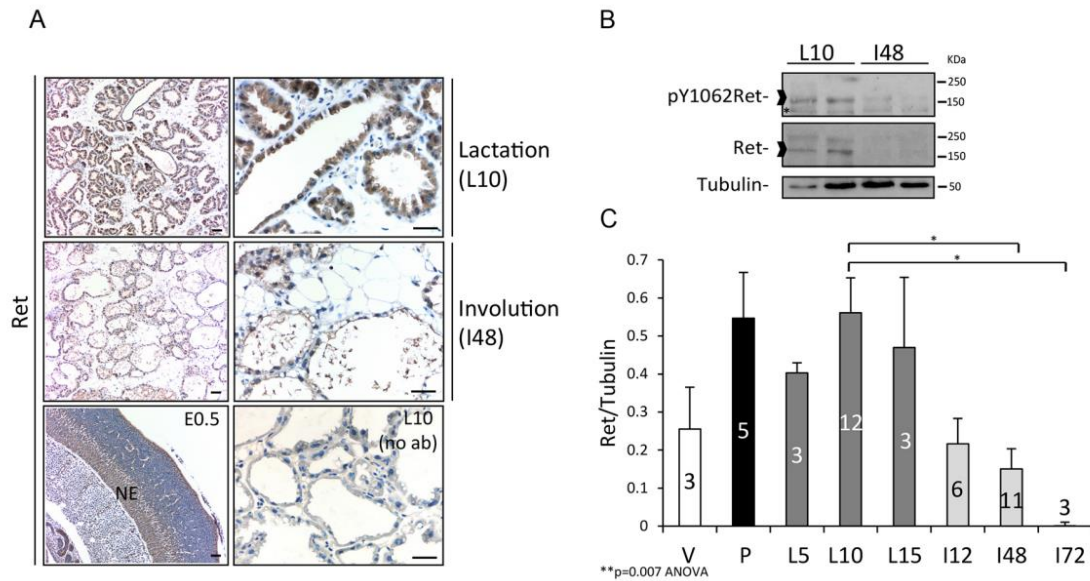 A
Ret
Lactation
(L10)
Involution
(I48)
E0.5
NE
L10
(no ab)
B
L10 I48
KDa
pY1062Ret-
*
250
150
Ret-
250
150
Tubulin-
50
C
Ret/Tubulin
0.7
0.6
0.5
0.4
0.3
0.2
0.1
0
*
*
3
5
3
12
3
6
11
3
V P L5 L10 L15 I12 I48 I72
**p=0.007 ANOVA